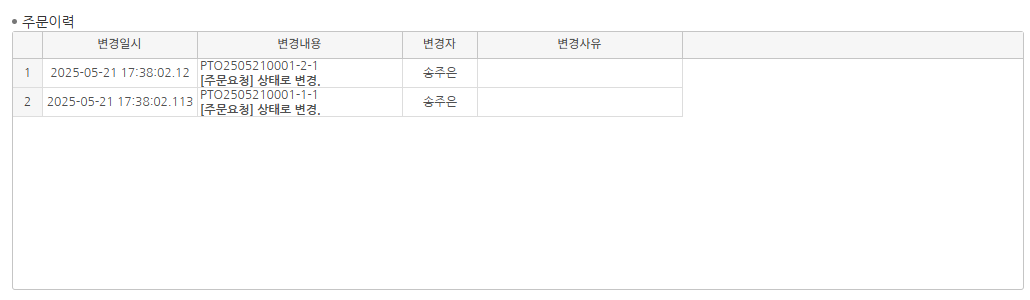 주문이력
변경일시 변경내용 변경자 변경사유
1 2025-05-21 17:38:02.12 PTO2505210001-2-1 송주은
[주문요청] 상태로 변경.
2 2025-05-21 17:38:02.113 PTO2505210001-1-1 송주은
[주문요청] 상태로 변경.